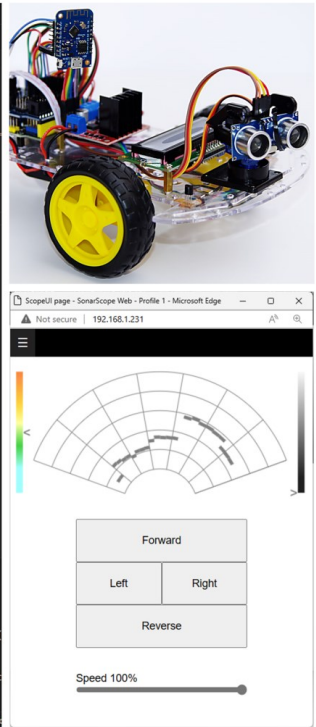 ScopeUI page - SonarScope Web - Profile 1 - Microsoft Edge
Not secure | 192.168.1.231
Forward
Left Right
Reverse
Speed 100%